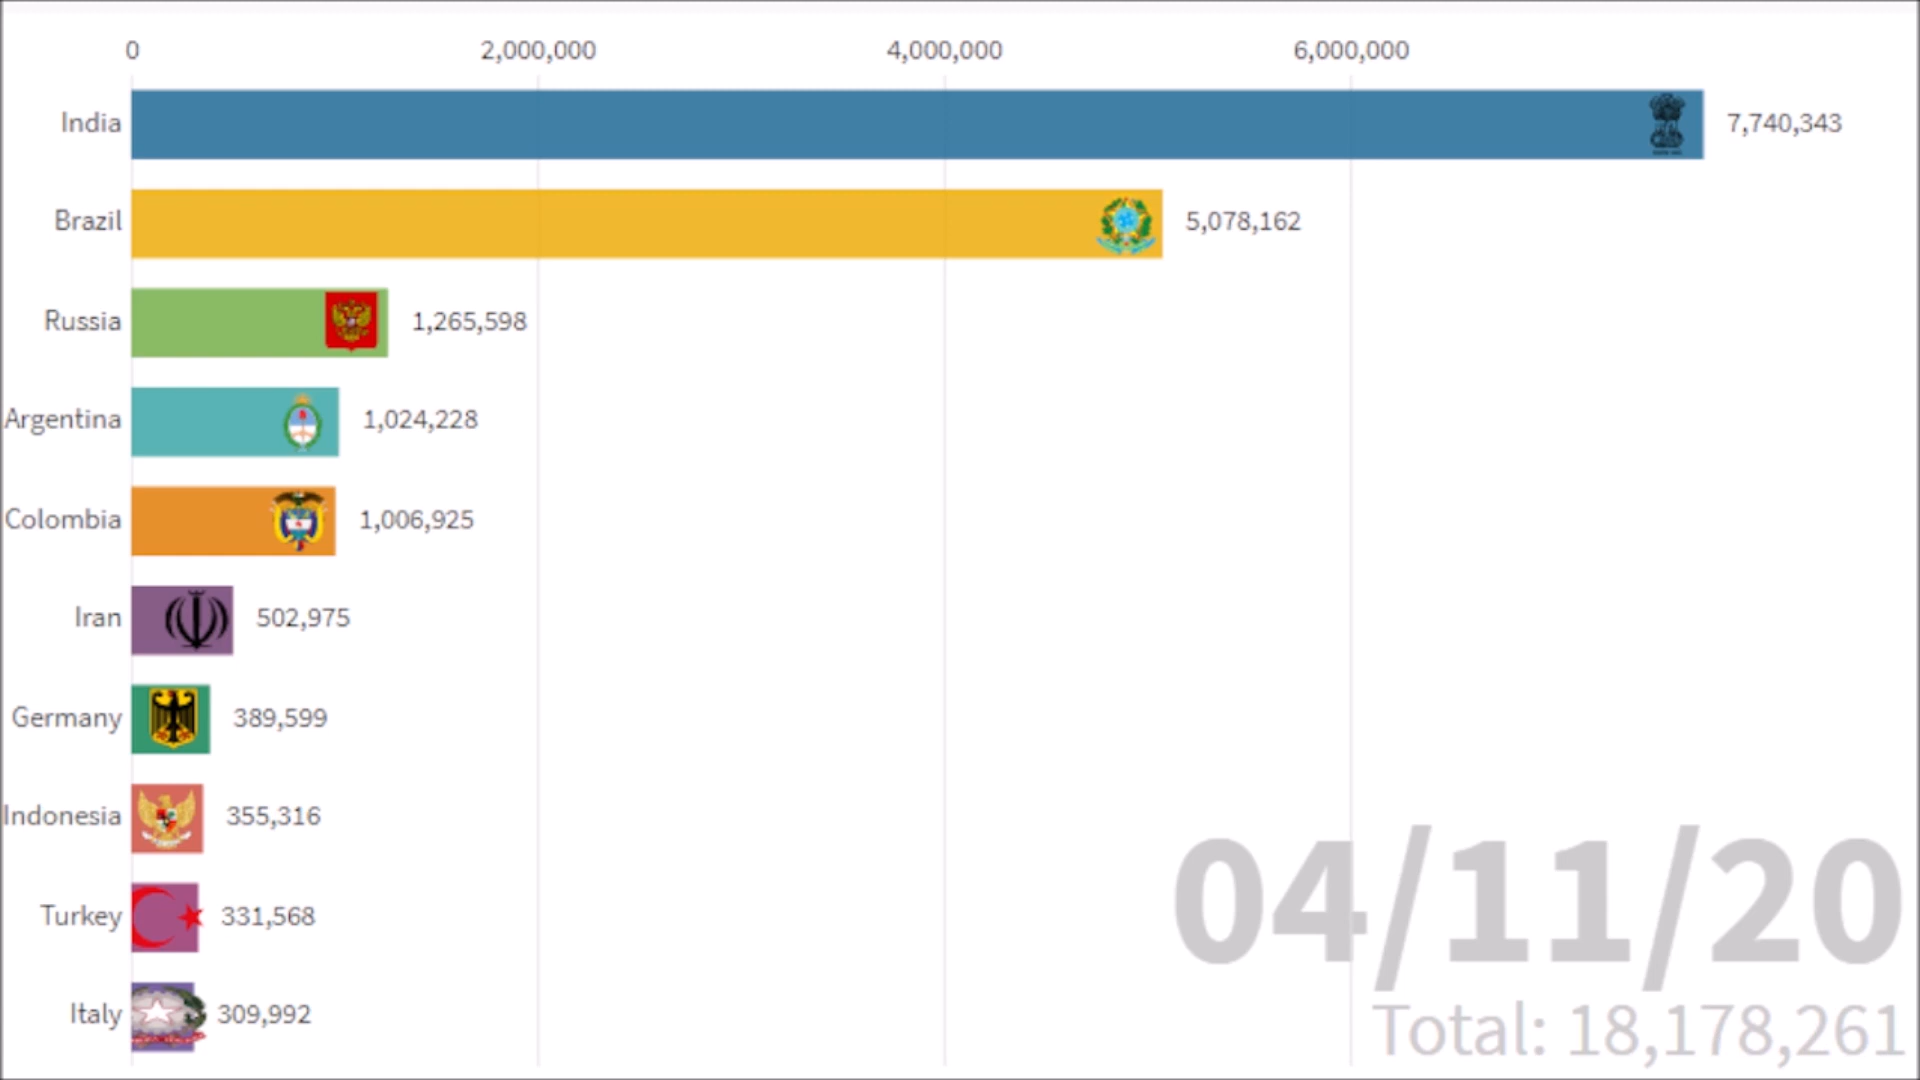 0 2,000,000 4,000,000 6,000,000
India 7,740,343
Brazil 5,078,162
Russia 1,265,598
Argentina 1,024,228
Colombia 1,006,925
Iran 502,975
Germany 389,599
Indonesia 355,316
Turkey 331,568
Italy 309,992
04/11/20
Total: 18,178,261